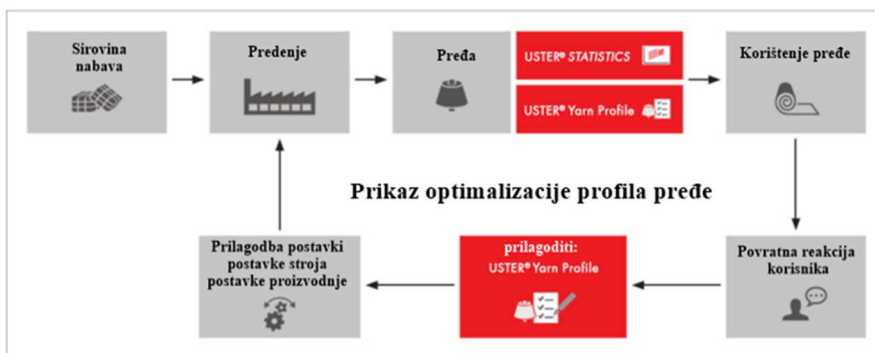 Sirovina
nabava
Predenje
Pređa
USTER® STATISTICS
USTER® Yarn Profile
Korištenje pređe
Prikaz optimalizacije profila pređe
Prilagodba postavki
postavke stroja
postavke proizvodnje
prilagoditi:
USTER® Yarn Profile
Povratna reakcija
korisnika